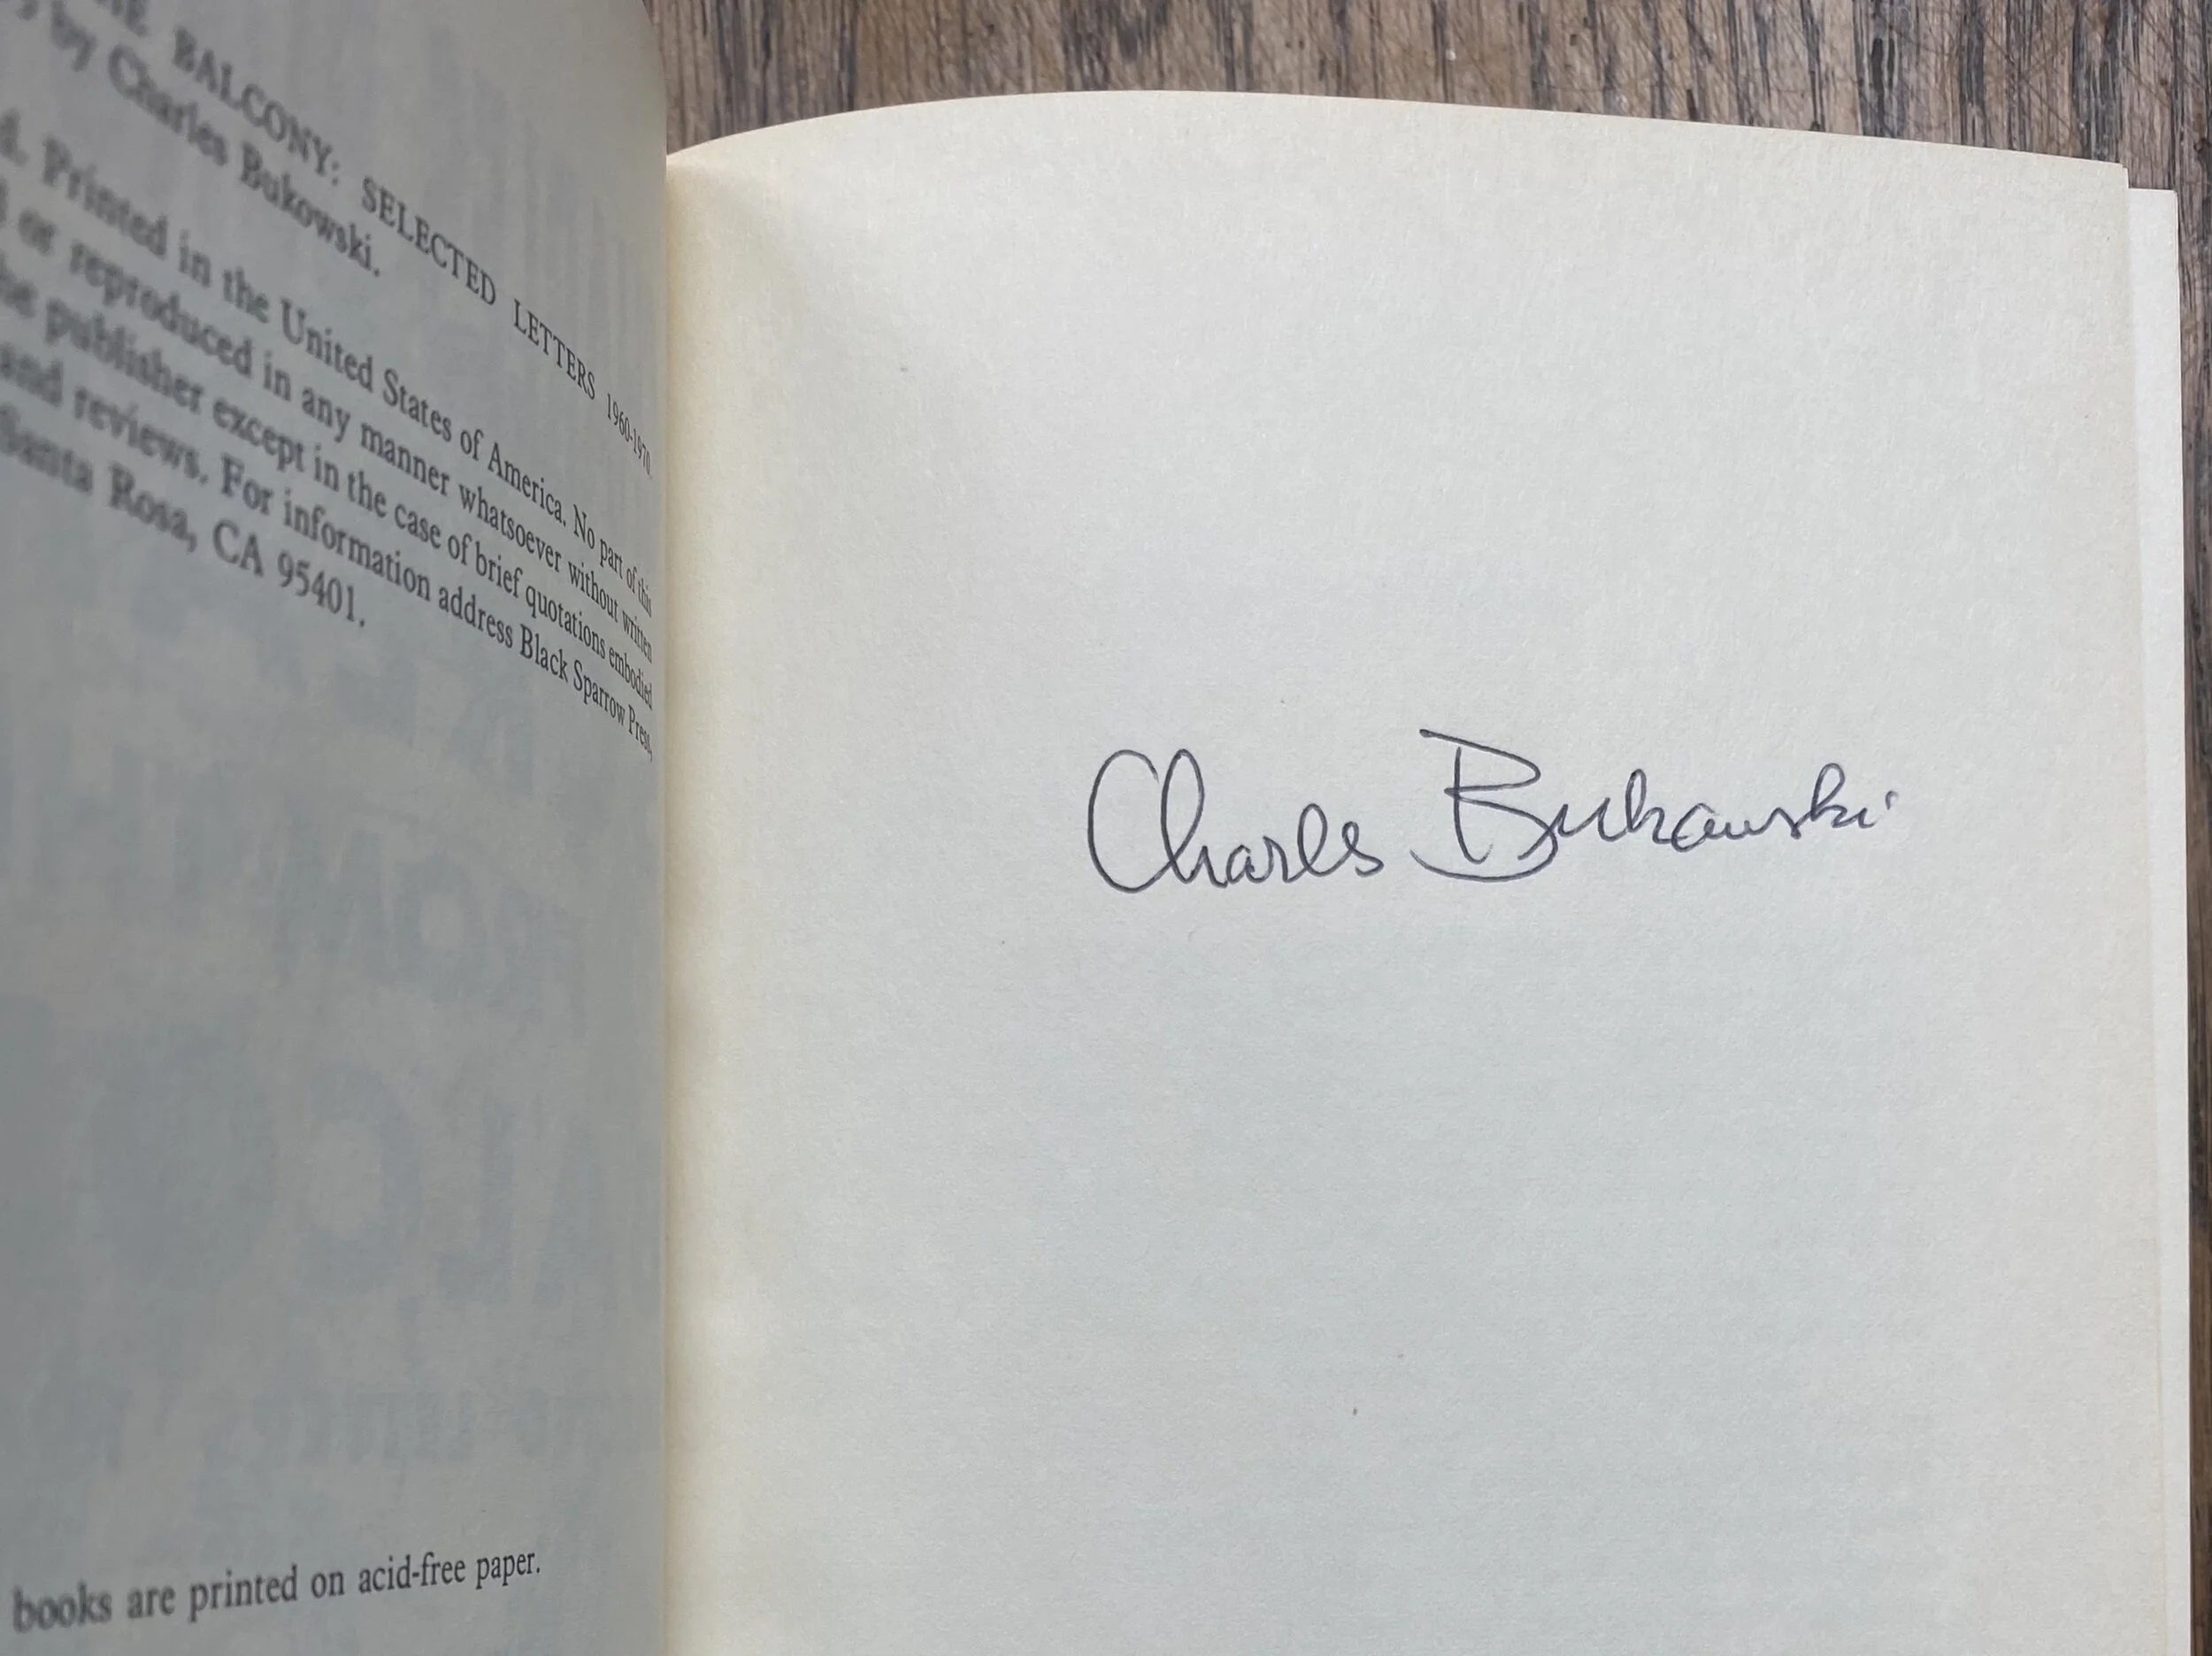 BALCONY: SELECTED LETTERS 1960-1970.
by Charles Bukowski.
Printed in the United States of America. No part of this
or reproduced in any manner whatsoever without written
publisher except in the case of brief quotations embodied
and reviews. For information address Black Sparrow Press,
Santa Rosa, CA 95401.
books are printed on acid-free paper.
Charles Bukowski